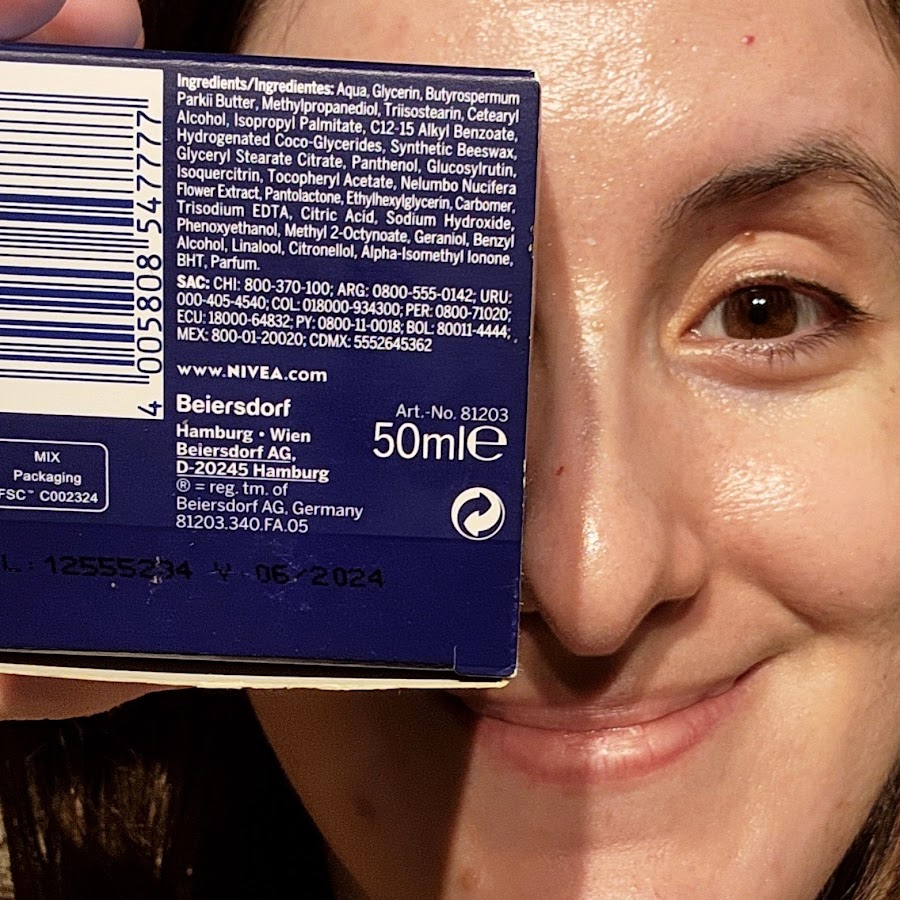 Ingredients/Ingredientes: Aqua, Glycerin, Butyrospermum
Parkii Butter, Methylpropanediol, Triisostearin, Cetearyl
Alcohol, Isopropyl Palmitate, C12-15 Alkyl Benzoate,
Hydrogenated Coco-Glycerides, Synthetic Beeswax,
Glyceryl Stearate Citrate, Panthenol, Glucosylrutin,
Isoquercitrin, Tocopheryl Acetate, Nelumbo Nucifera
Flower Extract, Pantolactone, Ethylhexylglycerin, Carbomer,
Trisodium EDTA, Citric Acid, Sodium Hydroxide,
Phenoxyethanol, Methyl 2-Octynoate, Geraniol, Benzyl
Alcohol, Linalool, Citronellol, Alpha-Isomethyl Ionone,
BHT, Parfum.
SAC: CHI: 800-370-100; ARG: 0800-555-0142; URU:
000-405-4540; COL: 018000-934300; PER: 0800-71020;
ECU: 18000-64832; PY: 0800-11-0018; BOL: 80011-4444;
MEX: 800-01-20020; CDMX: 5552645362
www.NIVEA.com
Beiersdorf
Hamburg • Wien
Beiersdorf AG,
D-20245 Hamburg
® = reg. tm. of
Beiersdorf AG, Germany
81203.340.FA.05
Art.-No. 81203
50ml℮
4 005808 547777
MIX
Packaging
FSC™ C002324
L: 12555234 V 06/2024